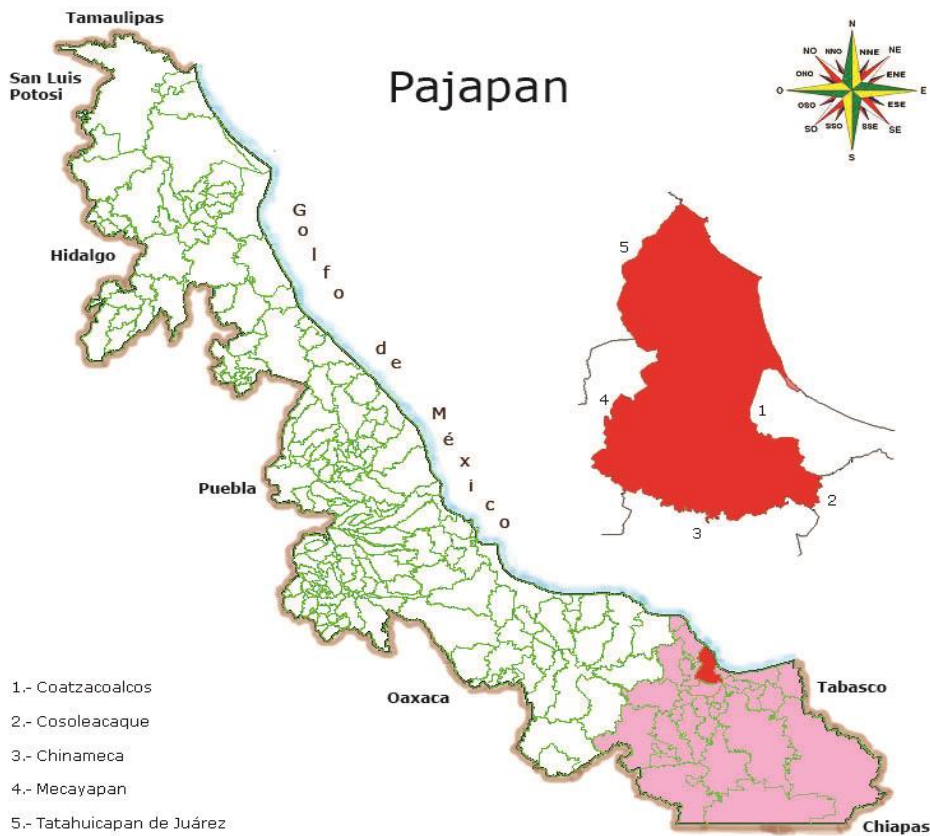 Tamaulipas
San Luis
Potosi
Hidalgo
Puebla
Oaxaca
Tabasco
Chiapas
Golfo de México
Pajapan
N
NNO
NNE
NO
NE
ONO
ENE
O
E
OSO
ESE
SO
SSO
SSE
SE
S
5
4
1
2
3
1.- Coatzacoalcos
2.- Cosoleacaque
3.- Chinameca
4.- Mecayapan
5.- Tatahuicapan de Juárez